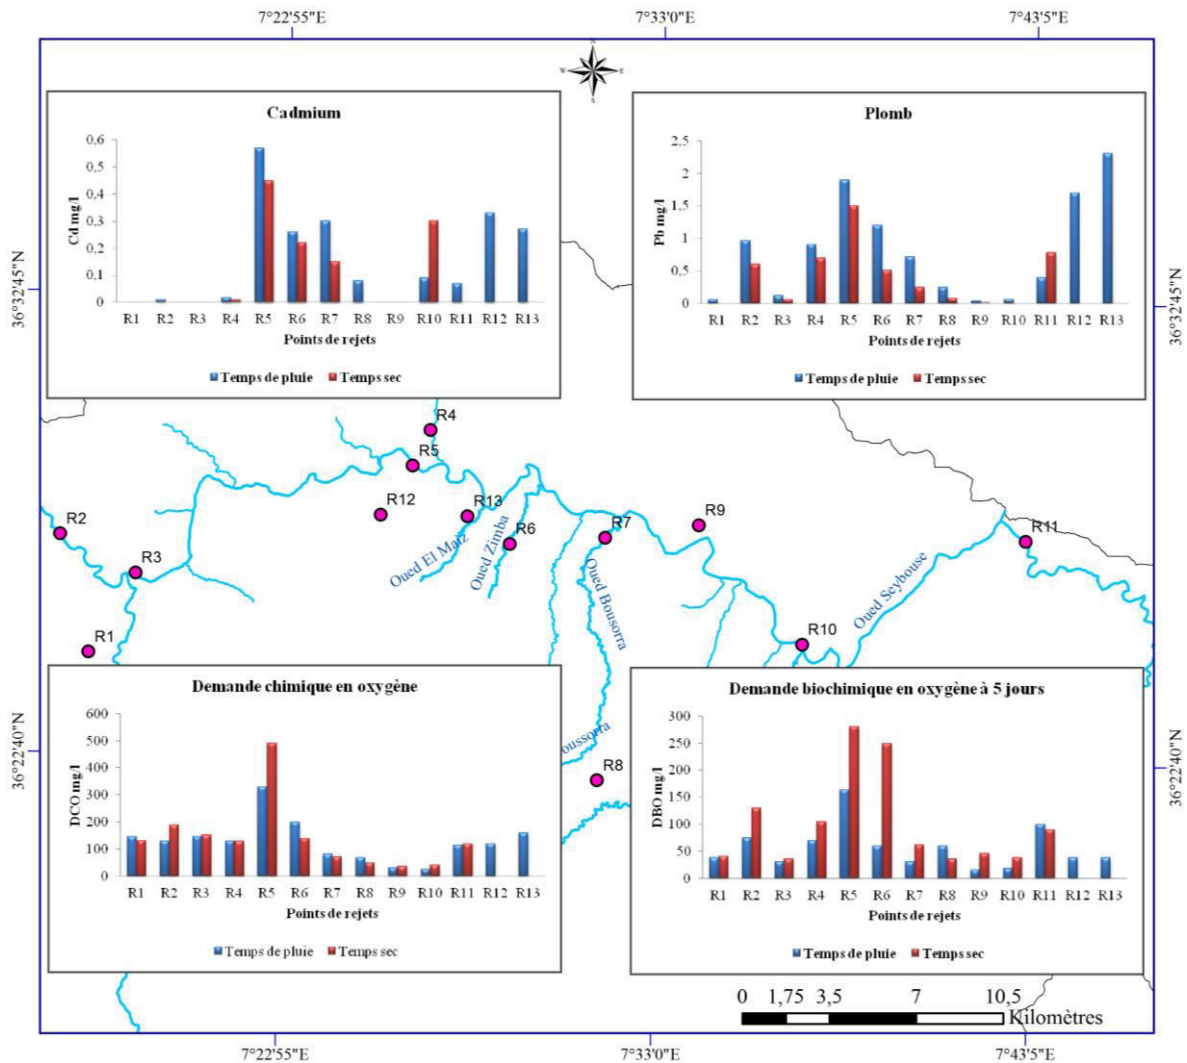 7°22'55"E 7°33'0"E 7°43'5"E
N
W E
S
Cadmium
Cd mg/l
0,6
0,5
0,4
0,3
0,2
0,1
0
R1 R2 R3 R4 R5 R6 R7 R8 R9 R10 R11 R12 R13
Points de rejets
Temps de pluie Temps sec
Plomb
Pb mg/l
2,5
2
1,5
1
0,5
0
R1 R2 R3 R4 R5 R6 R7 R8 R9 R10 R11 R12 R13
Points de rejets
Temps de pluie Temps sec
36°32'45"N
36°32'45"N
R4
R5
R12
R13
R2
R3
R1
R6
R7
R9
R11
R10
R8
Oued El Maiz
Oued Zimba
Oued Bousorra
Oued Seybouse
oussorra
Demande chimique en oxygène
DCO mg/l
600
500
400
300
200
100
0
R1 R2 R3 R4 R5 R6 R7 R8 R9 R10 R11 R12 R13
Points de rejets
Temps de pluie Temps sec
Demande biochimique en oxygène à 5 jours
DBO mg/l
300
250
200
150
100
50
0
R1 R2 R3 R4 R5 R6 R7 R8 R9 R10 R11 R12 R13
Points de rejets
Temps de pluie Temps sec
36°22'40"N
36°22'40"N
0 1,75 3,5 7 10,5
Kilomètres
7°22'55"E 7°33'0"E 7°43'5"E